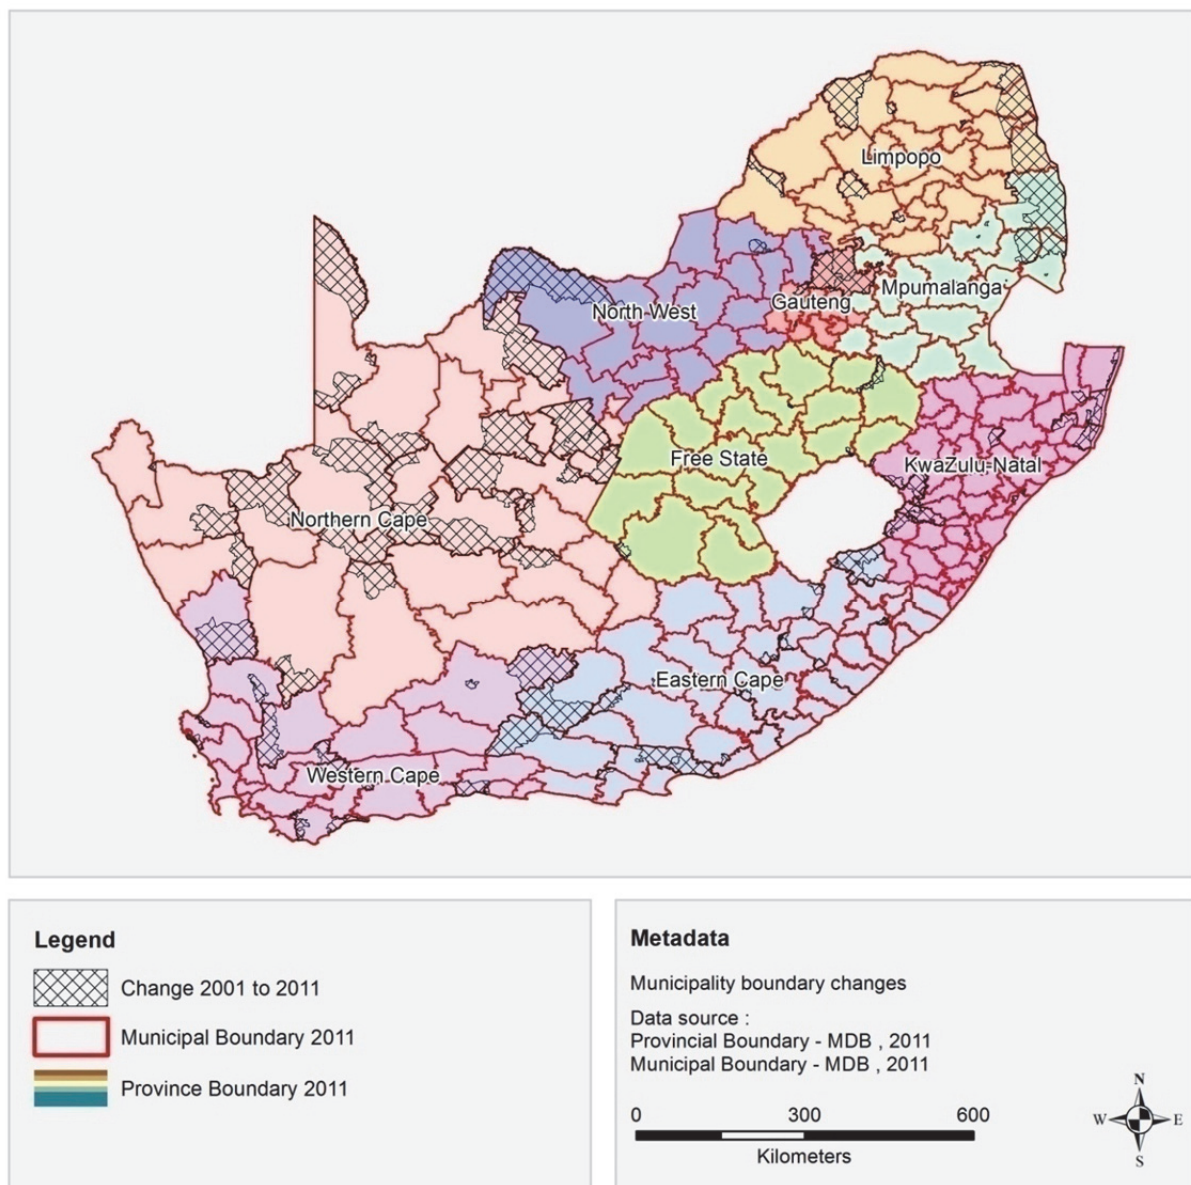 Limpopo
Mpumalanga
Gauteng
North West
Free State
KwaZulu-Natal
Northern Cape
Eastern Cape
Western Cape
Legend
Change 2001 to 2011
Municipal Boundary 2011
Province Boundary 2011
Metadata
Municipality boundary changes
Data source :
Provincial Boundary - MDB , 2011
Municipal Boundary - MDB , 2011
0 300 600
Kilometers
N
W E
S